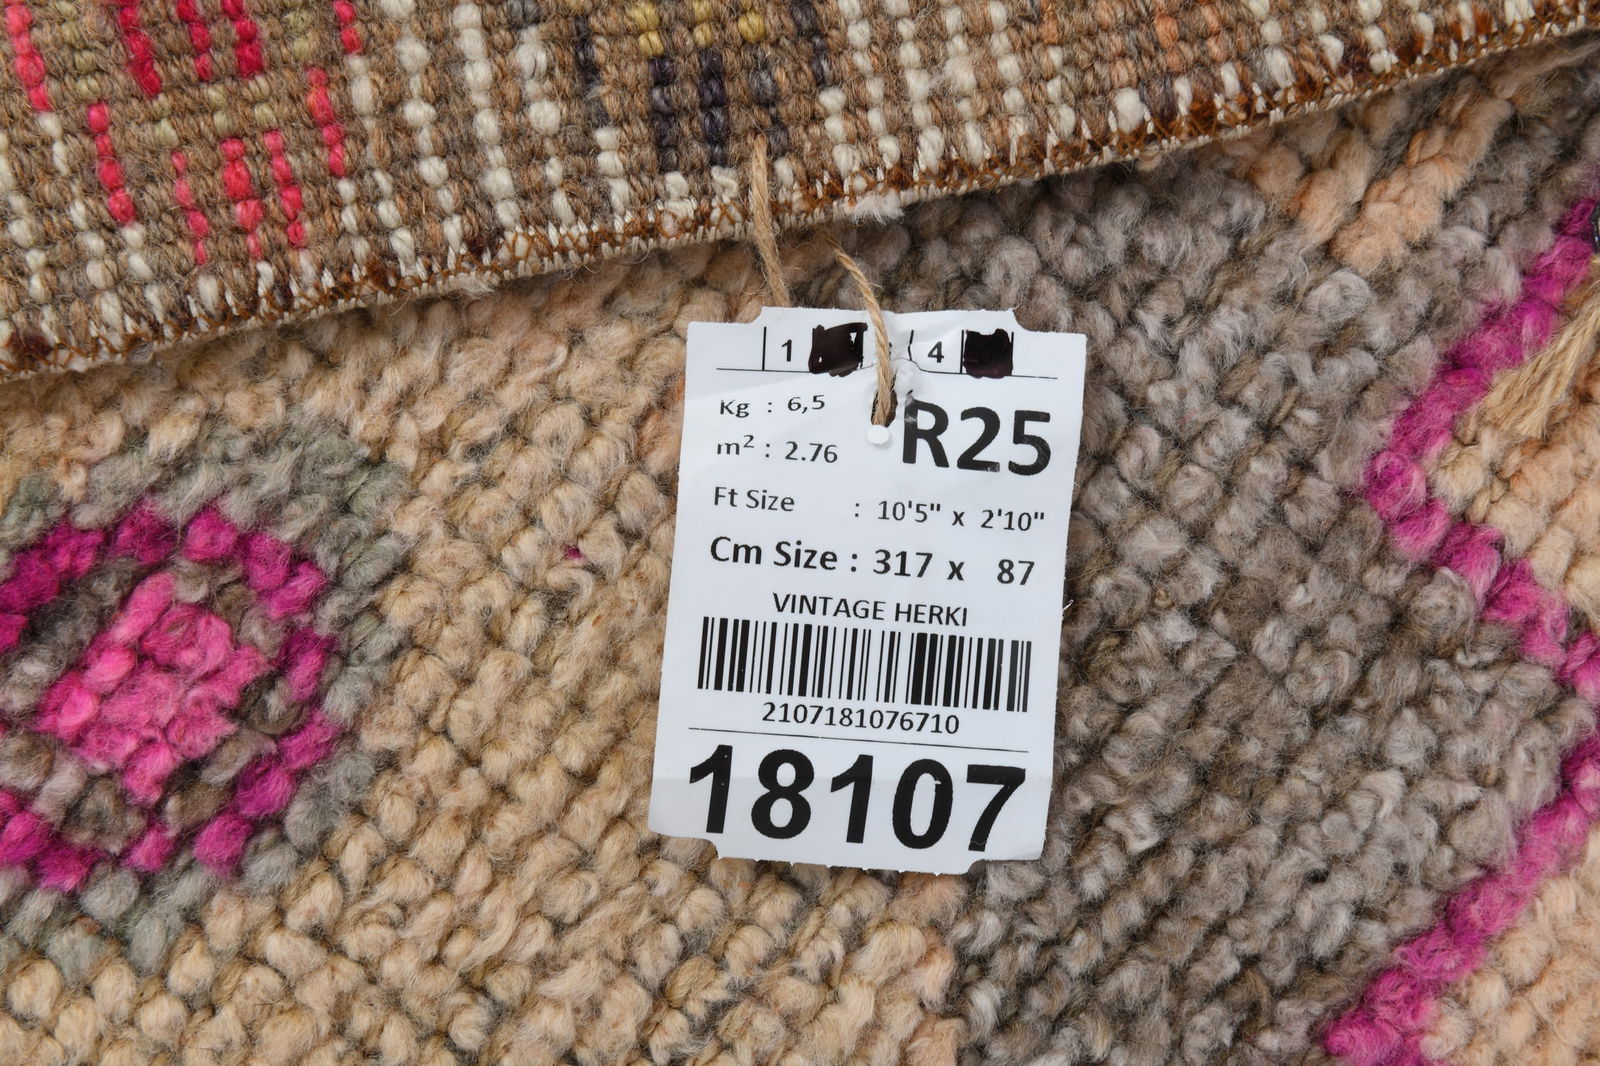 1 4
Kg : 6,5
R25
m2 : 2.76
Ft Size : 10'5" x 2'10"
Cm Size : 317 x 87
VINTAGE HERKI
2107181076710
18107